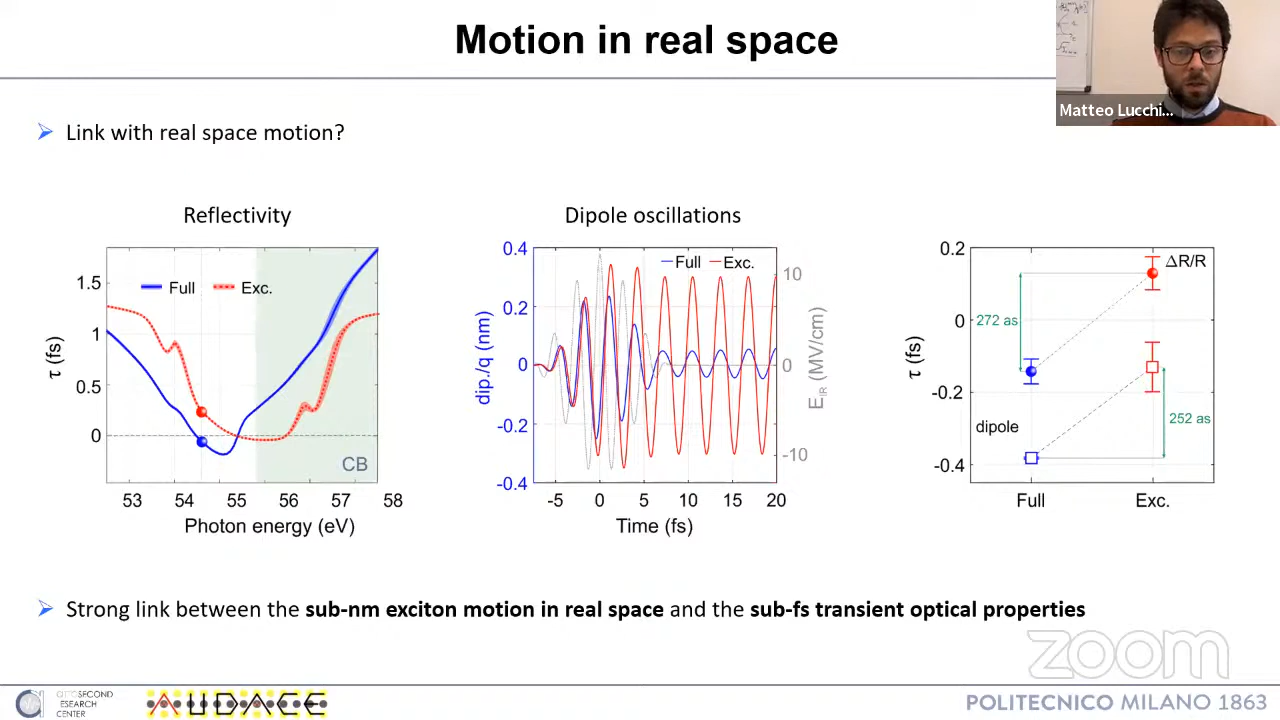 Motion in real space
Matteo Lucchi...
Link with real space motion?
Reflectivity
Full
Exc.
CB
1.5
1
0.5
0
τ (fs)
53
54
55
56
57
58
Photon energy (eV)
Dipole oscillations
Full
Exc.
0.4
0.2
0
-0.2
-0.4
dip./q (nm)
10
0
-10
E_IR (MV/cm)
-5
0
5
10
15
20
Time (fs)
ΔR/R
272 as
252 as
dipole
0.2
0
-0.2
-0.4
τ (fs)
Full
Exc.
Strong link between the sub-nm exciton motion in real space and the sub-fs transient optical properties
zoom
CENTER
AUDACE
POLITECNICO MILANO 1863